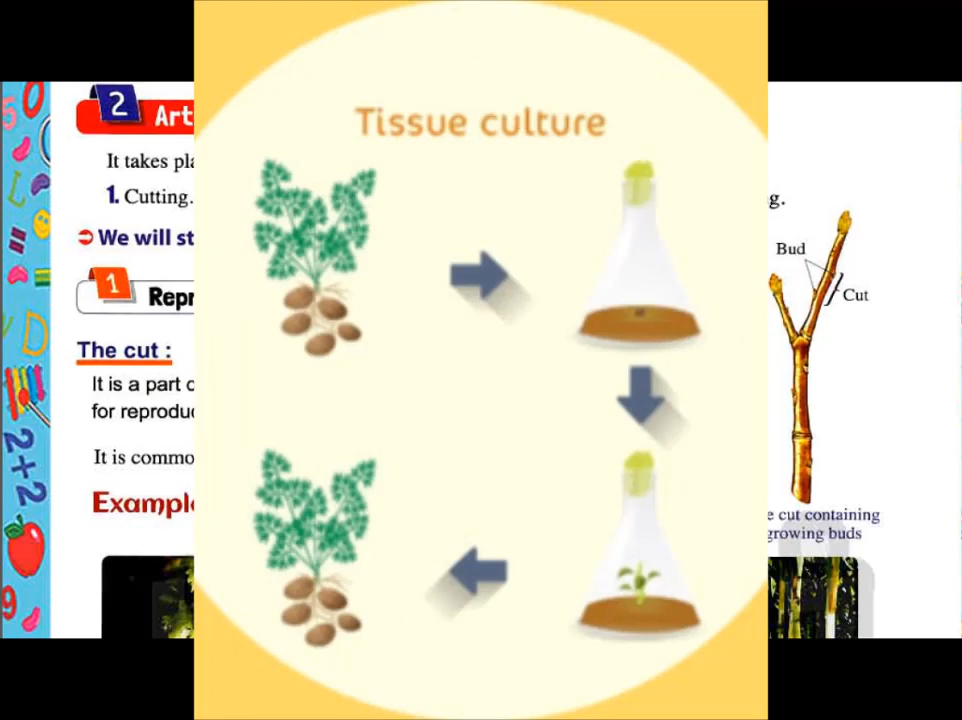 Tissue culture
2 Art
It takes pla
1. Cutting. g.
We will st
1 Repr
The cut :
It is a part o
for reproduc
It is commo
Example
Bud
Cut
e cut containing
growing buds